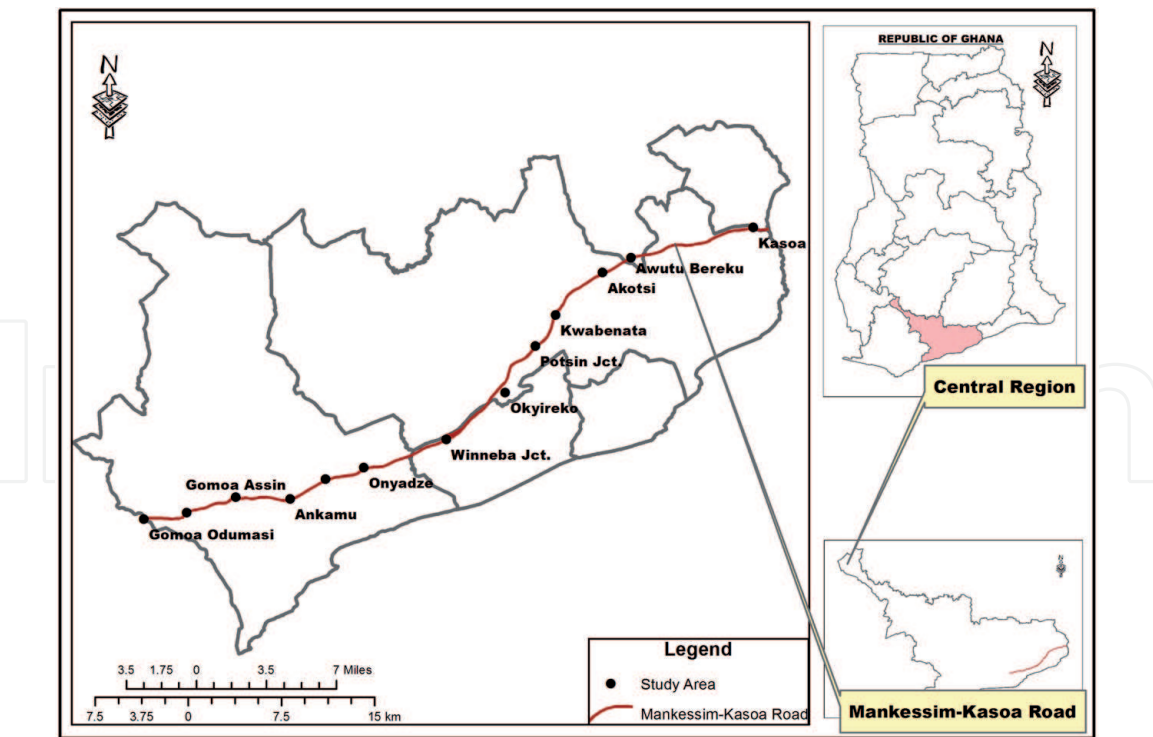 N
Kasoa
Awutu Bereku
Akotsi
Kwabenata
Potsin Jct.
Okyireko
Winneba Jct.
Onyadze
Gomoa Assin
Ankamu
Gomoa Odumasi
3.5 1.75 0 3.5 7 Miles
7.5 3.75 0 7.5 15 km
Legend
Study Area
Mankessim-Kasoa Road
REPUBLIC OF GHANA
N
Central Region
N
Mankessim-Kasoa Road